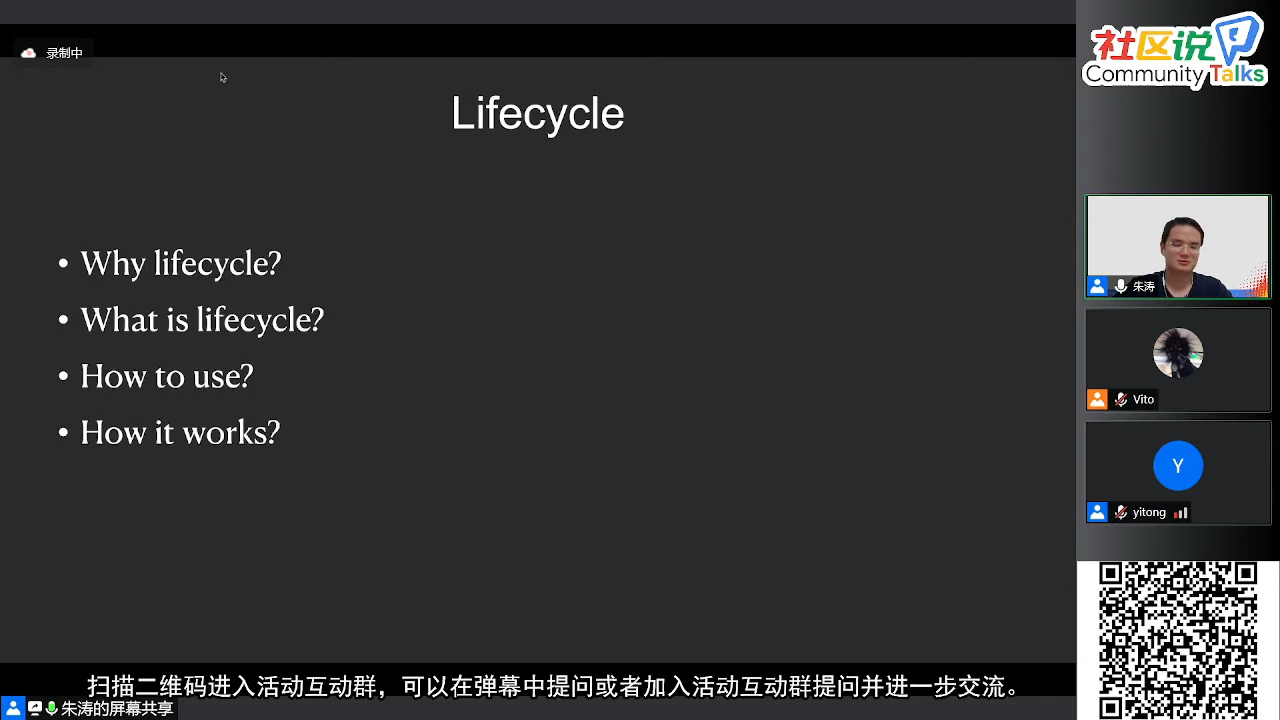 录制中
Lifecycle
• Why lifecycle?
• What is lifecycle?
• How to use?
• How it works?
社区说
Community Talks
朱涛
Vito
Y
yitong
扫描二维码进入活动互动群，可以在弹幕中提问或者加入活动互动群提问并进一步交流。
朱涛的屏幕共享